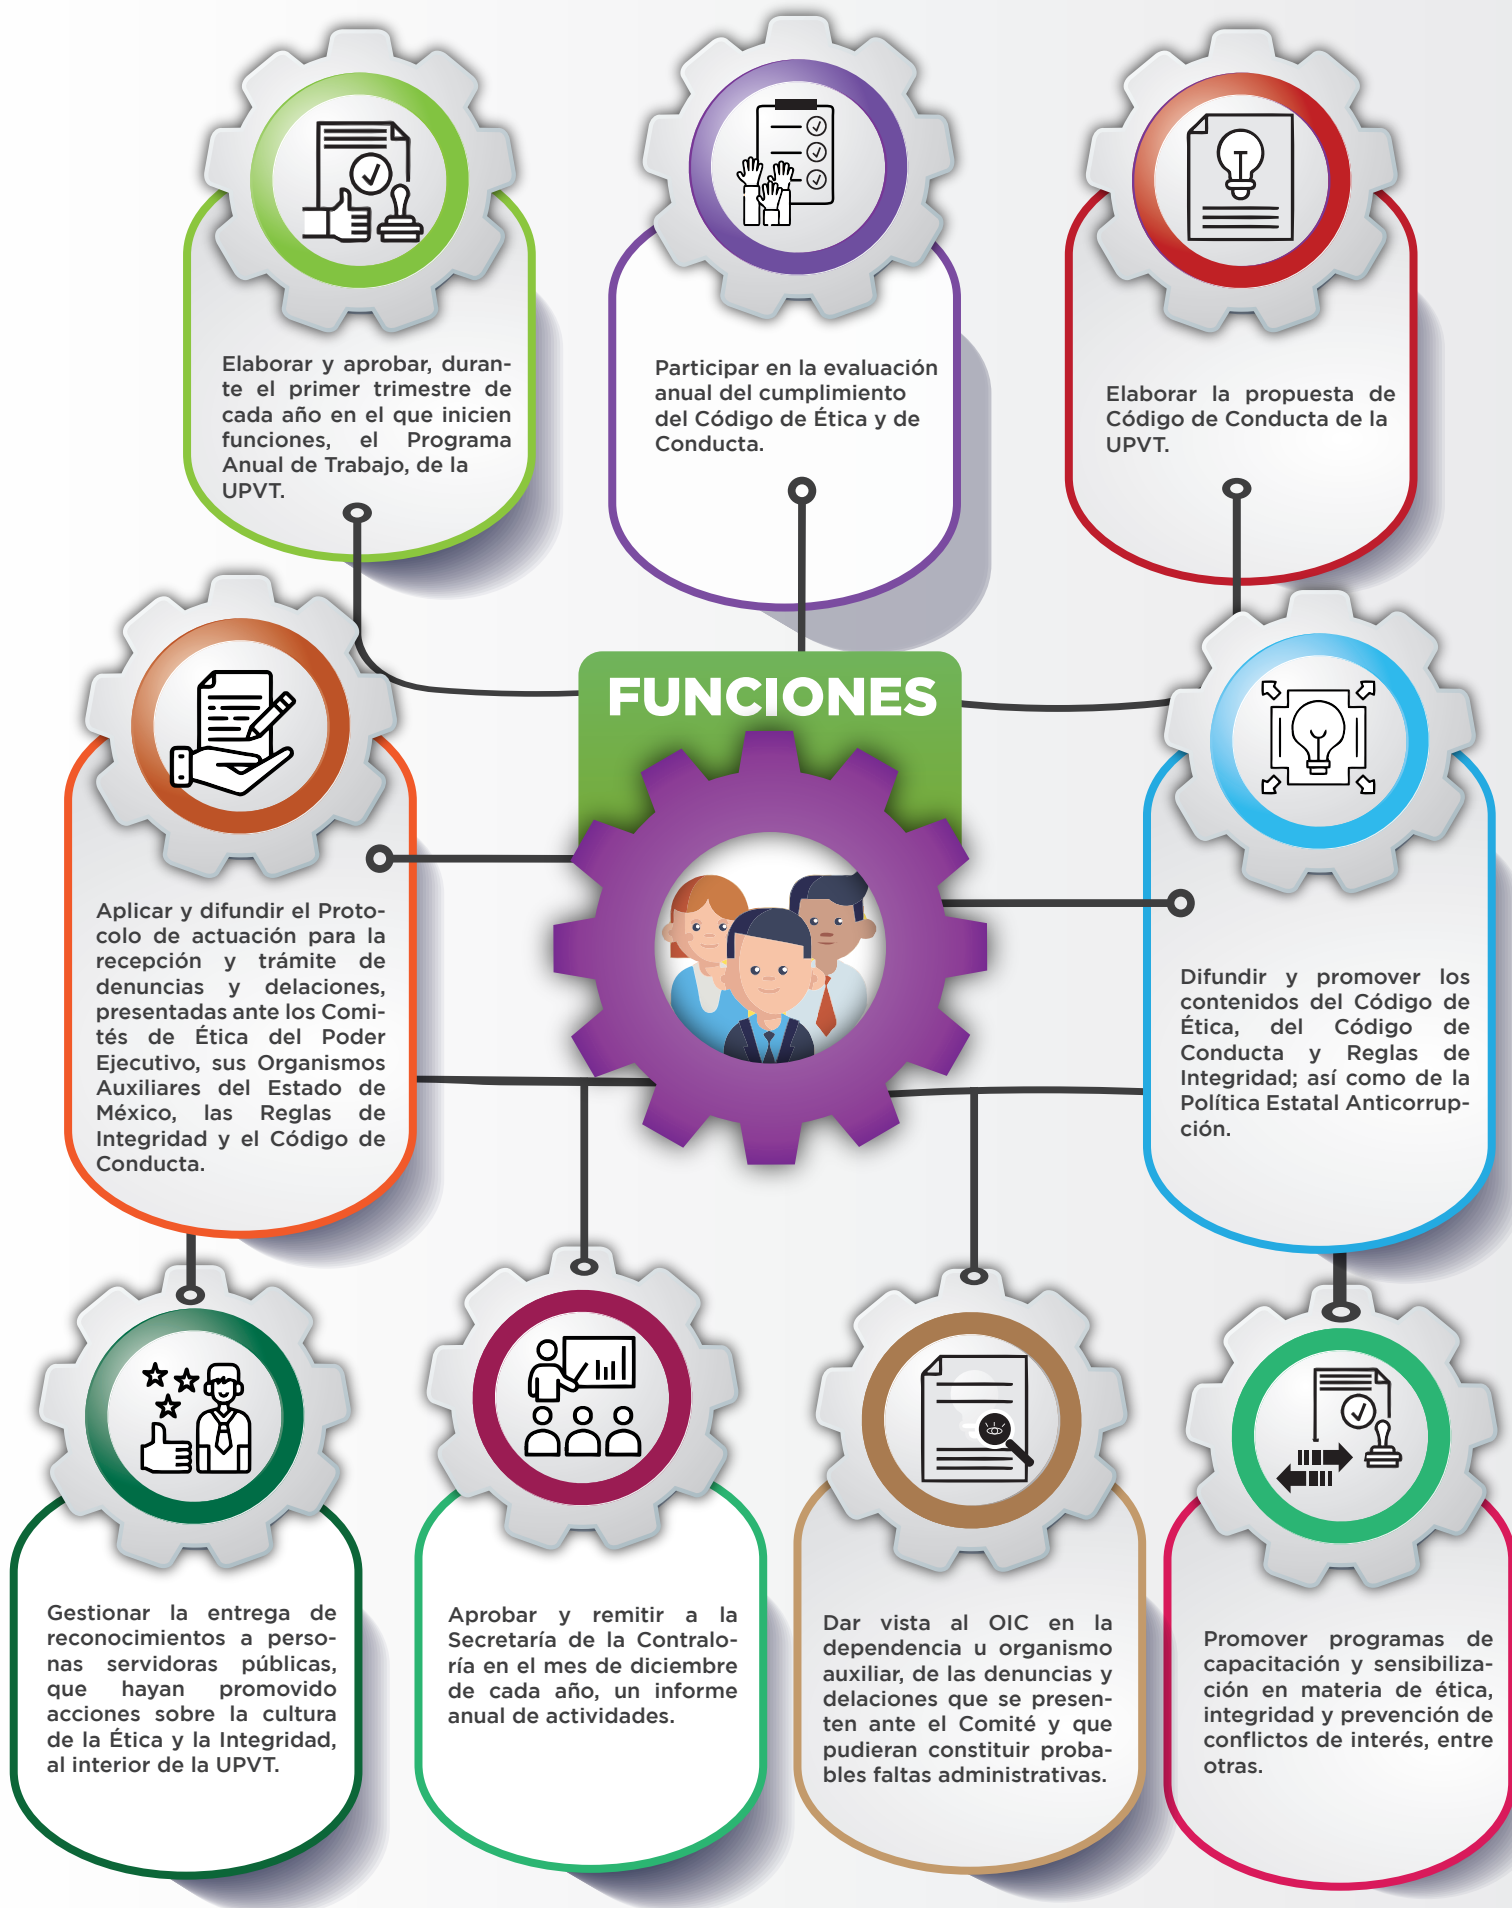 Elaborar y aprobar, duran-
te el primer trimestre de
cada año en el que inicien
funciones, el Programa
Anual de Trabajo, de la
UPVT.
Participar en la evaluación
anual del cumplimiento
del Código de Ética y de
Conducta.
Elaborar la propuesta de
Código de Conducta de la
UPVT.
FUNCIONES
Aplicar y difundir el Proto-
colo de actuación para la
recepción y trámite de
denuncias y delaciones,
presentadas ante los Comi-
tés de Ética del Poder
Ejecutivo, sus Organismos
Auxiliares del Estado de
México, las Reglas de
Integridad y el Código de
Conducta.
Difundir y promover los
contenidos del Código de
Ética, del Código de
Conducta y Reglas de
Integridad; así como de la
Política Estatal Anticorrup-
ción.
Gestionar la entrega de
reconocimientos a perso-
nas servidoras públicas,
que hayan promovido
acciones sobre la cultura
de la Ética y la Integridad,
al interior de la UPVT.
Aprobar y remitir a la
Secretaría de la Contralo-
ría en el mes de diciembre
de cada año, un informe
anual de actividades.
Dar vista al OIC en la
dependencia u organismo
auxiliar, de las denuncias y
delaciones que se presen-
ten ante el Comité y que
pudieran constituir proba-
bles faltas administrativas.
Promover programas de
capacitación y sensibiliza-
ción en materia de ética,
integridad y prevención de
conflictos de interés, entre
otras.